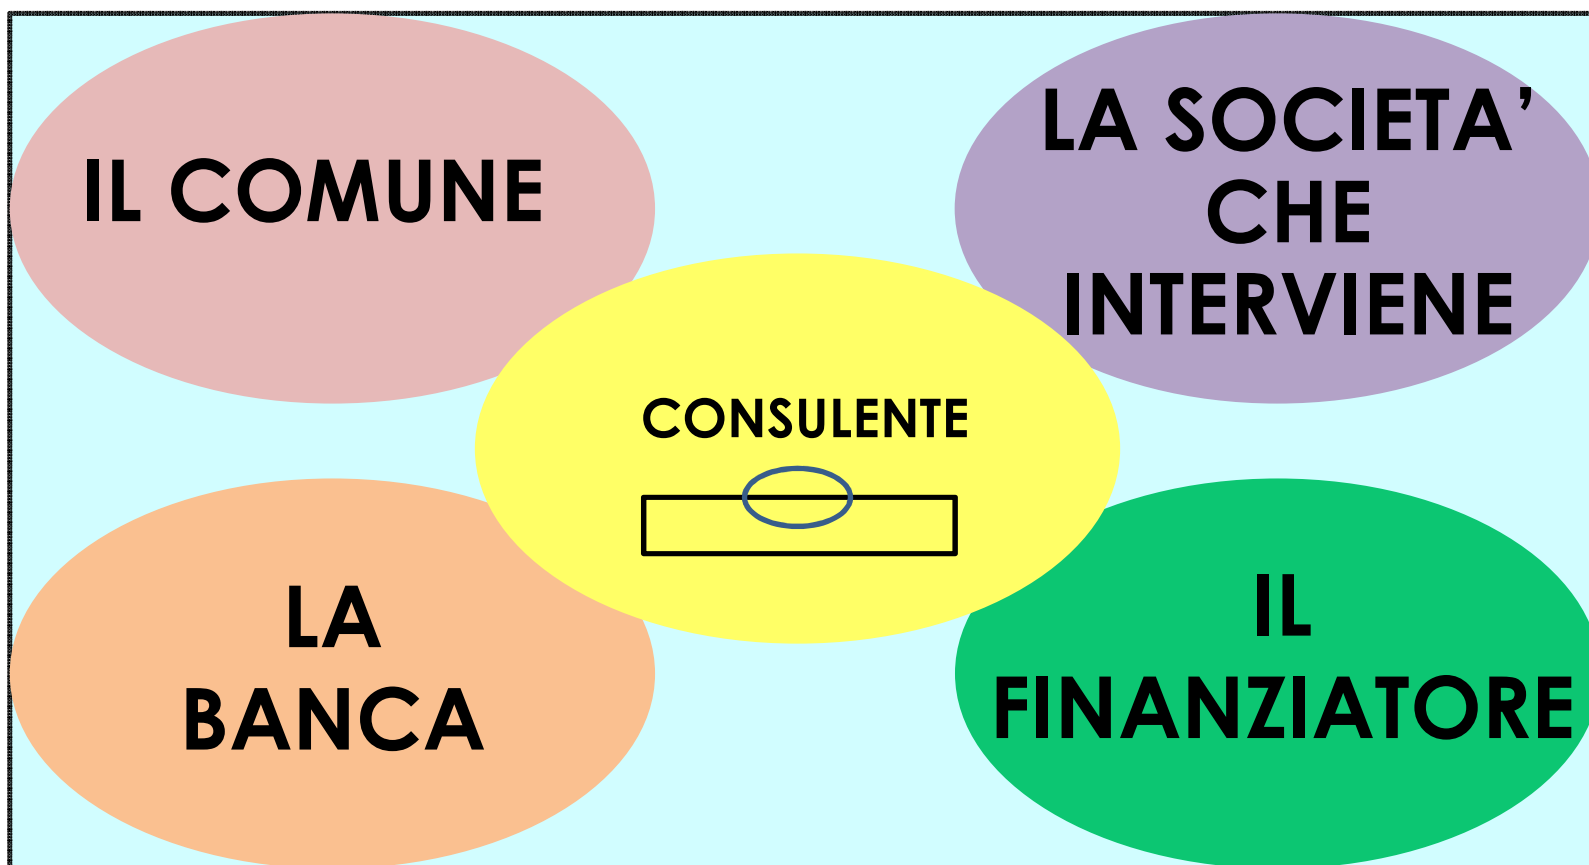 IL COMUNE
LA SOCIETA’
CHE
INTERVIENE
CONSULENTE
LA
BANCA
IL
FINANZIATORE